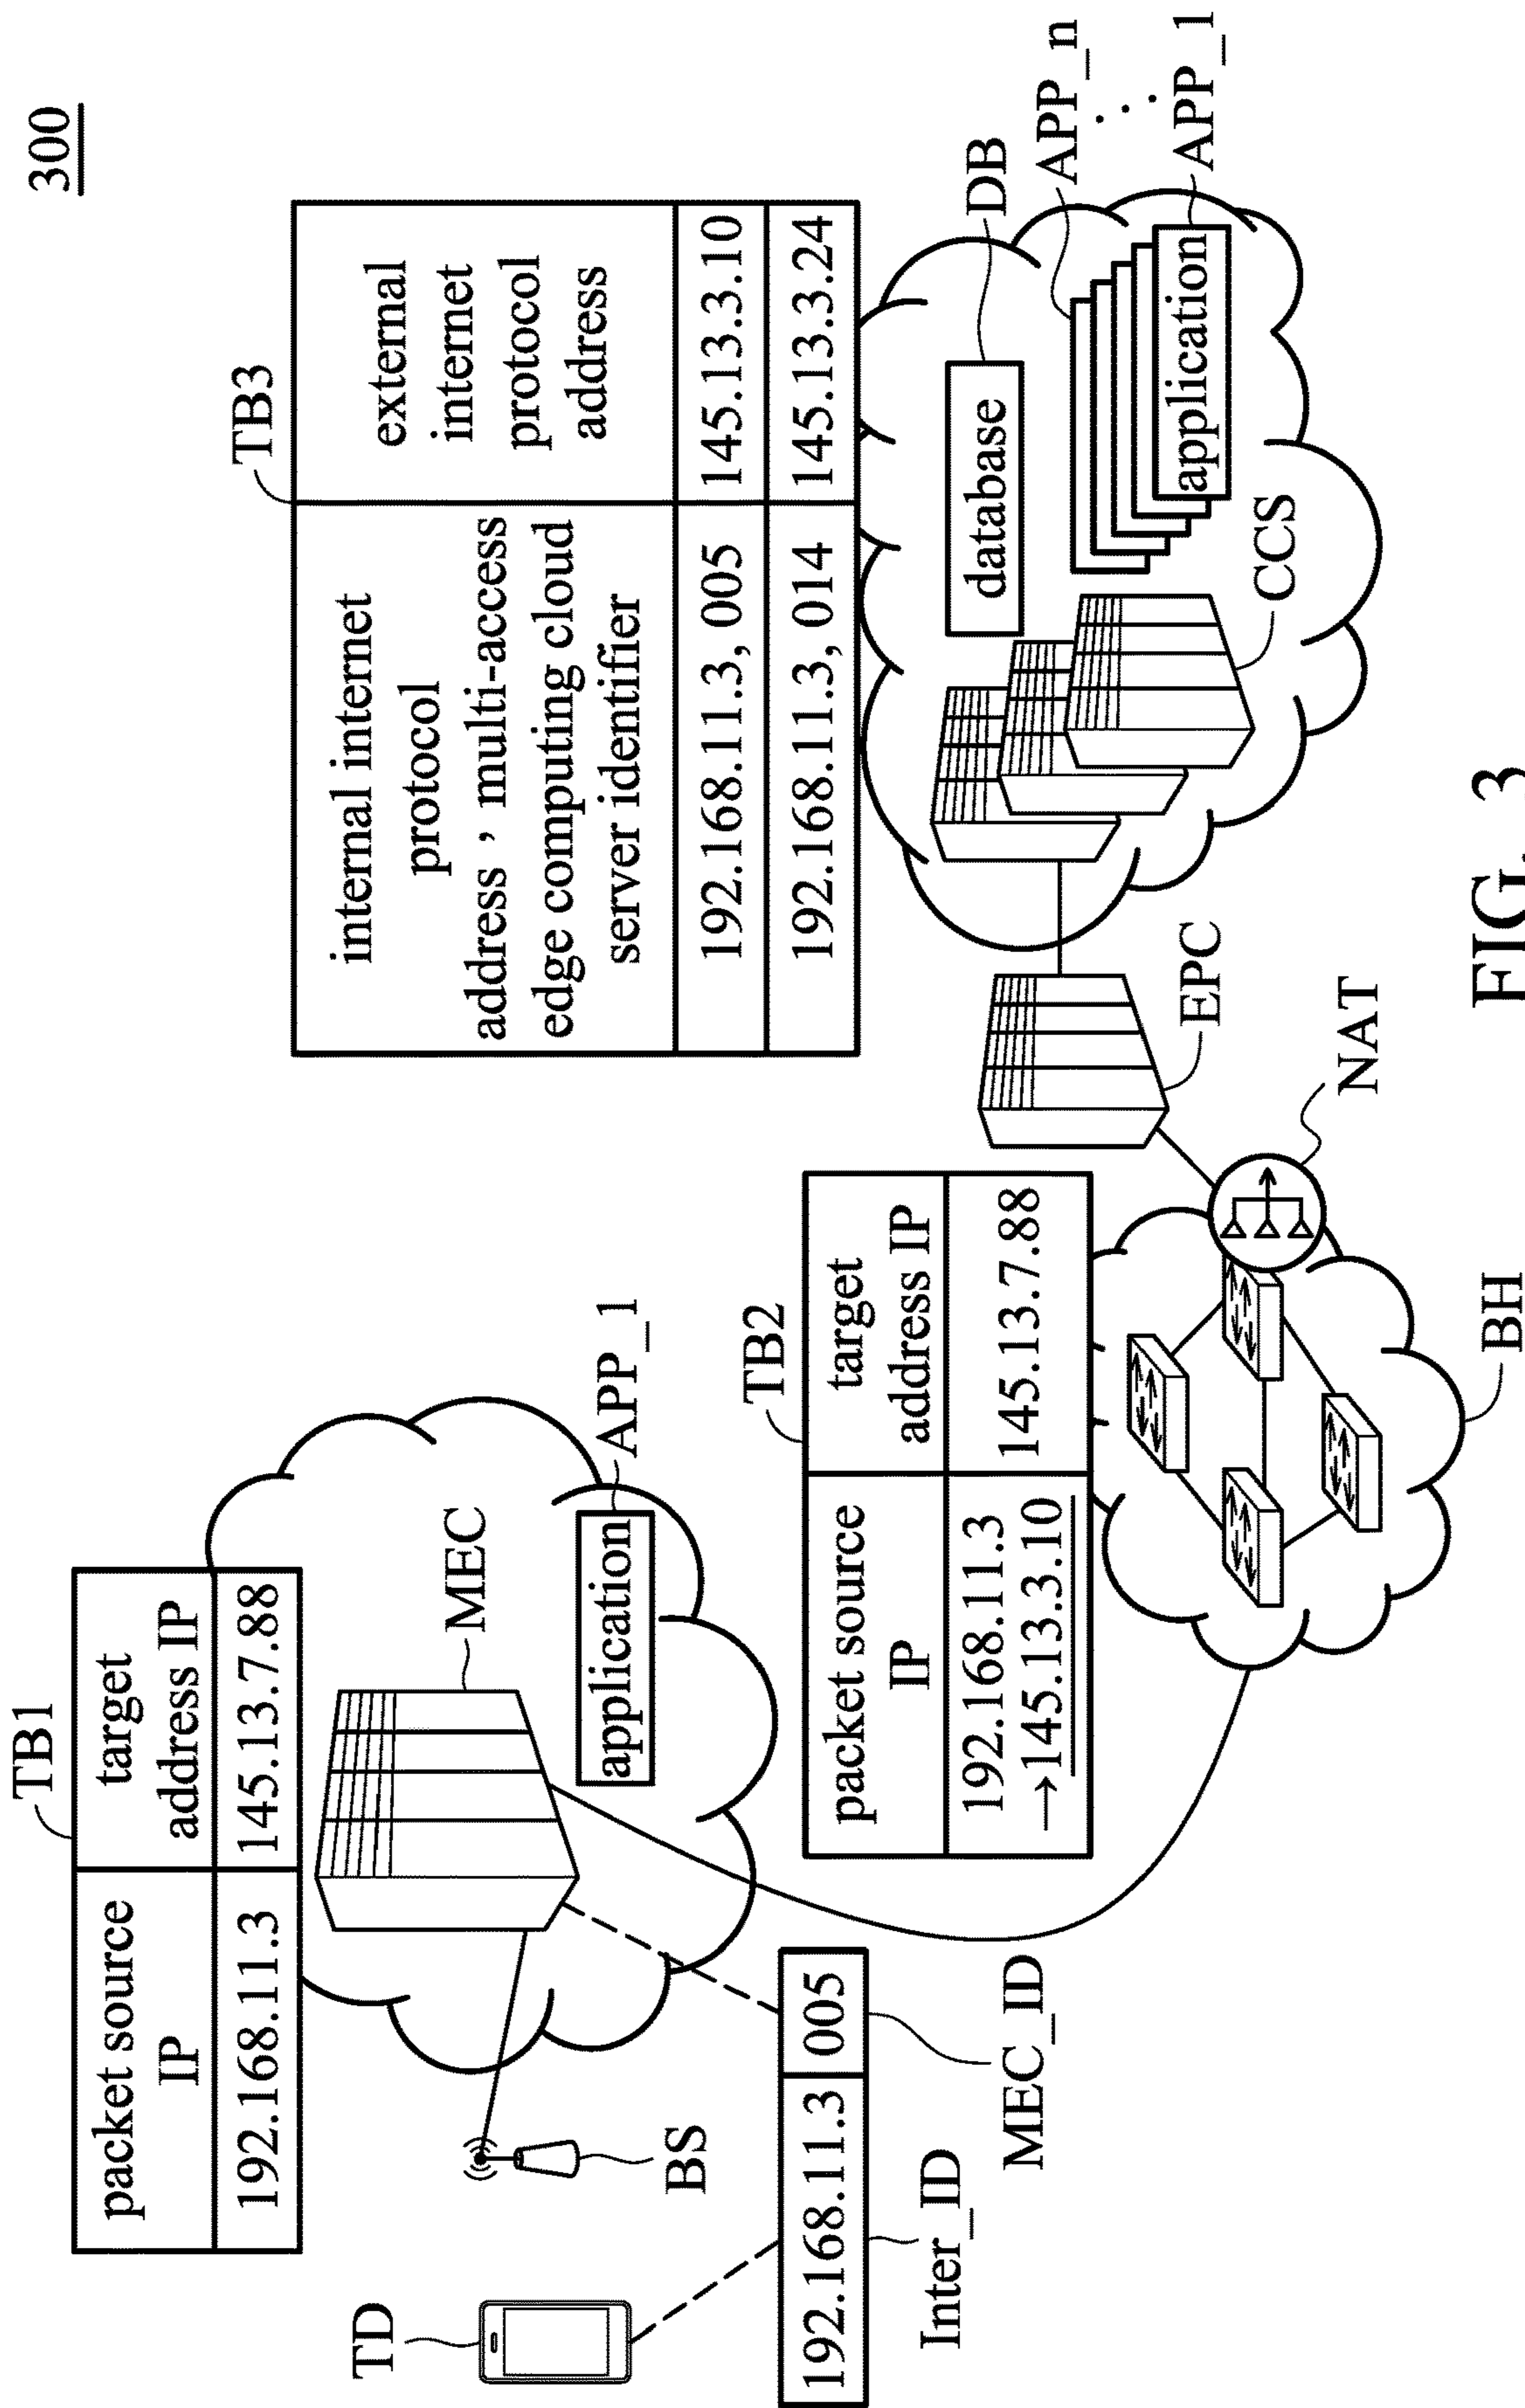 300
TB1
packet source
IP
target
address IP
192.168.11.3
145.13.7.88
MEC
application
APP_1
BS
TD
192.168.11.3
005
Inter_ID
MEC_ID
TB2
packet source
IP
target
address IP
192.168.11.3
→145.13.3.10
145.13.7.88
BH
NAT
EPC
TB3
internal internet
protocol
address , multi-access
edge computing cloud
server identifier
external
internet
protocol
address
192.168.11.3, 005
145.13.3.10
192.168.11.3, 014
145.13.3.24
database
DB
APP_n
application
APP_1
CCS
FIG. 3